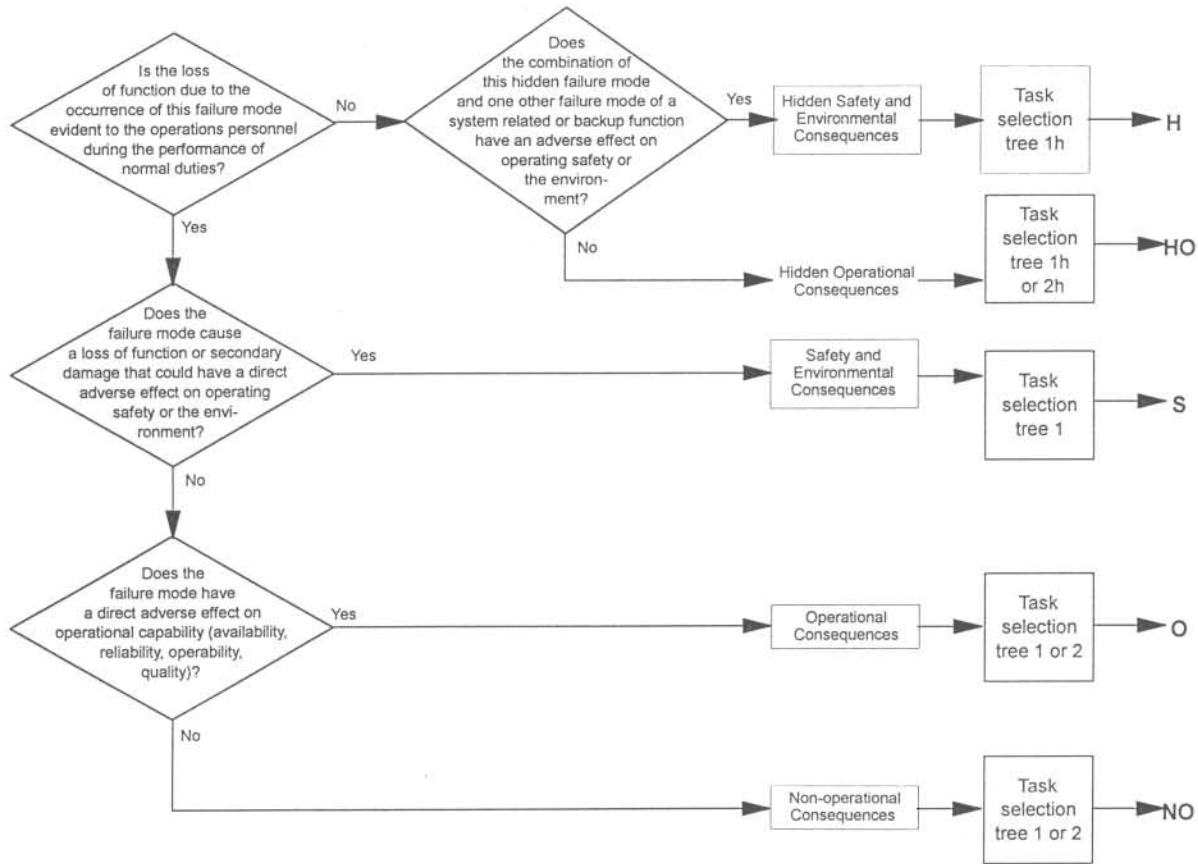 Is the loss
of function due to the
occurrence of this failure mode
evident to the operations personnel
during the performance of
normal duties?
No
Does
the combination of
this hidden failure mode
and one other failure mode of a
system related or backup function
have an adverse effect on
operating safety or
the environ-
ment?
Yes
Hidden Safety and
Environmental
Consequences
Task
selection
tree 1h
H
Yes
No
Hidden Operational
Consequences
Task
selection
tree 1h
or 2h
HO
Does the
failure mode cause
a loss of function or secondary
damage that could have a direct
adverse effect on operating
safety or the envi-
ronment?
Yes
Safety and
Environmental
Consequences
Task
selection
tree 1
S
No
Does the
failure mode have
a direct adverse effect on
operational capability (availability,
reliability, operability,
quality)?
Yes
Operational
Consequences
Task
selection
tree 1 or 2
O
No
Non-operational
Consequences
Task
selection
tree 1 or 2
NO